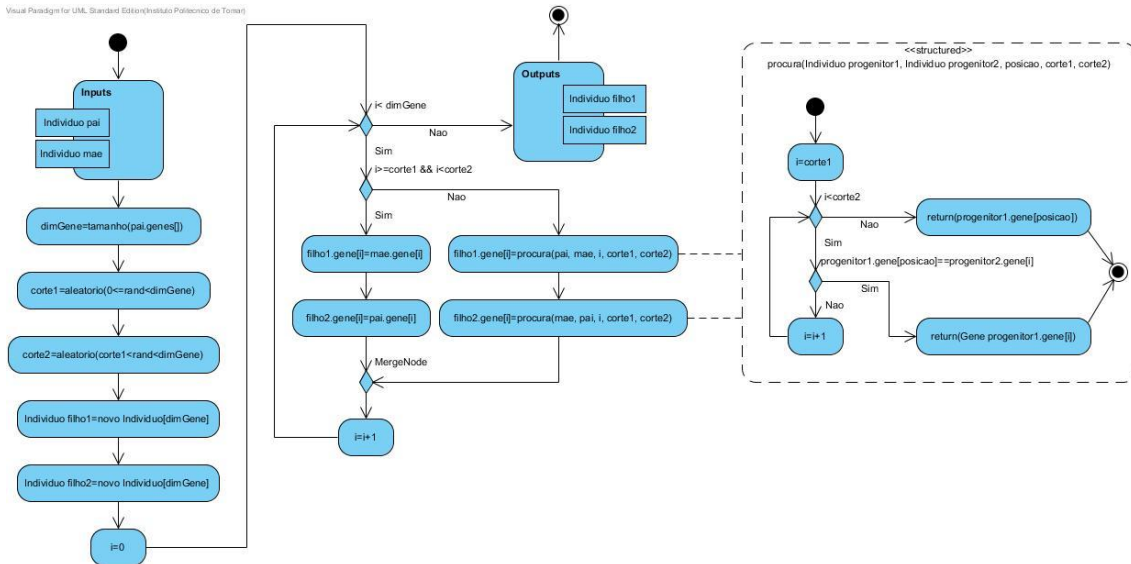 Visual Paradigm for UML Standard Edition(Instituto Politecnico de Tomar)
Inputs
Individuo pai
Individuo mae
dimGene=tamanho(pai.genes[])
corte1=aleatorio(0<=rand<dimGene)
corte2=aleatorio(corte1<rand<dimGene)
Individuo filho1=novo Individuo[dimGene]
Individuo filho2=novo Individuo[dimGene]
i=0
i< dimGene
Nao
Sim
i>=corte1 && i<corte2
Nao
Sim
filho1.gene[i]=mae.gene[i]
filho1.gene[i]=procura(pai, mae, i, corte1, corte2)
filho2.gene[i]=pai.gene[i]
filho2.gene[i]=procura(mae, pai, i, corte1, corte2)
MergeNode
i=i+1
Outputs
Individuo filho1
Individuo filho2
<<structured>>
procura(Individuo progenitor1, Individuo progenitor2, posicao, corte1, corte2)
i=corte1
i<corte2
Nao
return(progenitor1.gene[posicao])
Sim
progenitor1.gene[posicao]==progenitor2.gene[i]
Sim
Nao
i=i+1
return(Gene progenitor1.gene[i])